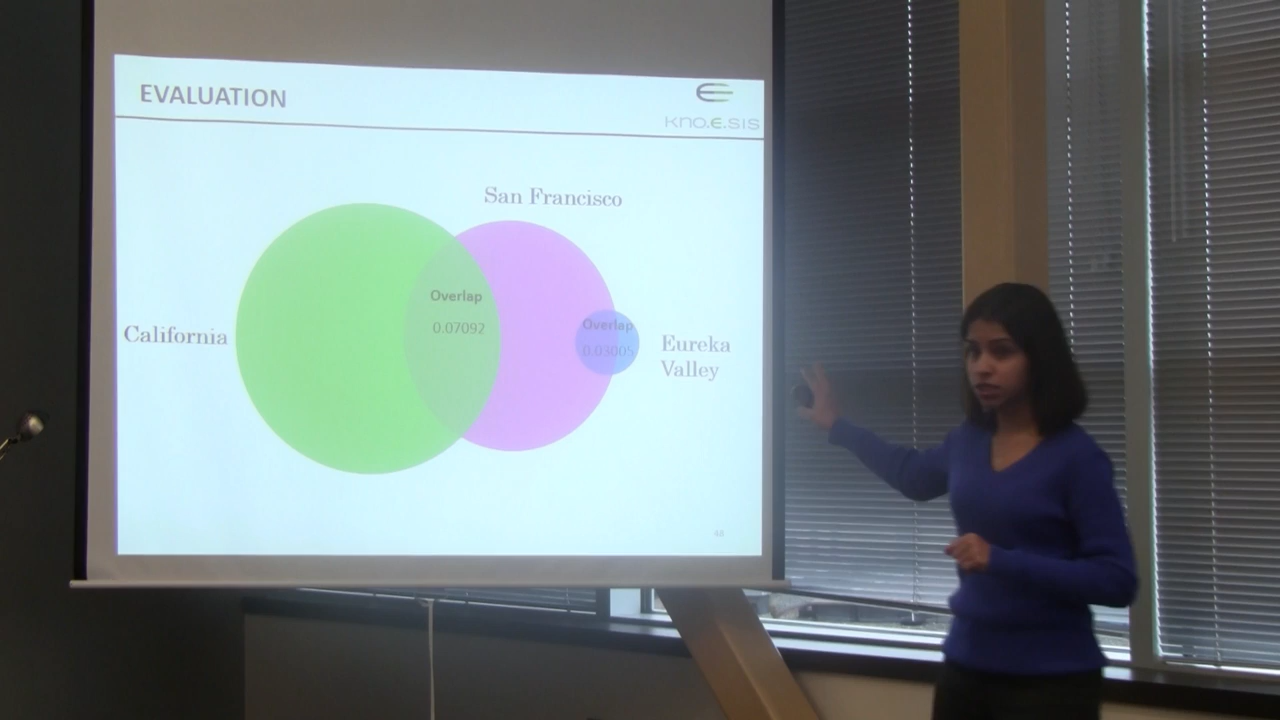 EVALUATION
kno.e.sis
San Francisco
Overlap
0.07092
California
Overlap
0.03005
Eureka
Valley